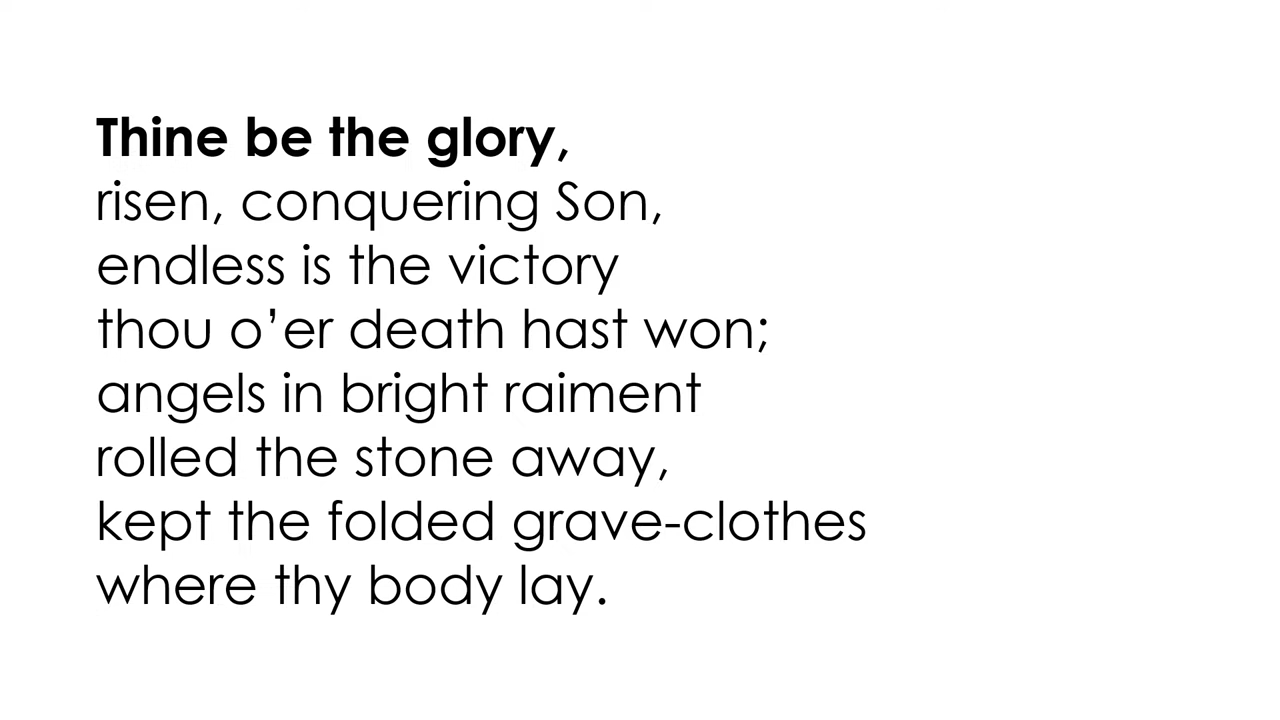 Thine be the glory,
risen, conquering Son,
endless is the victory
thou o’er death hast won;
angels in bright raiment
rolled the stone away,
kept the folded grave-clothes
where thy body lay.